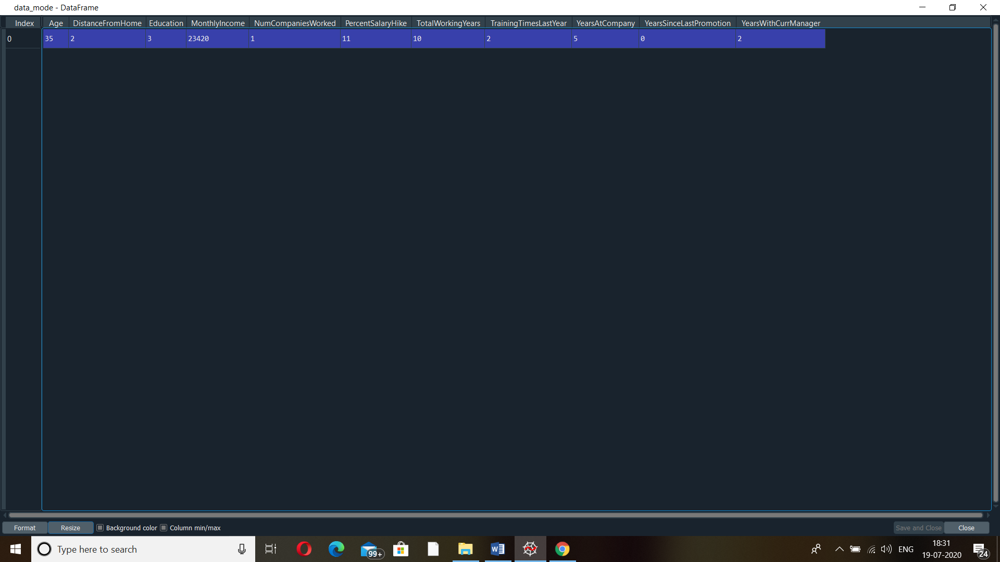 data_mode - DataFrame
Index Age DistanceFromHome Education MonthlyIncome NumCompaniesWorked PercentSalaryHike TotalWorkingYears TrainingTimesLastYear YearsAtCompany YearsSinceLastPromotion YearsWithCurrManager
0 35 2 3 23420 1 11 10 2 5 0 2
Format Resize Background color Column min/max Save and Close Close
Type here to search 99+ W ENG 18:31
19-07-2020 24